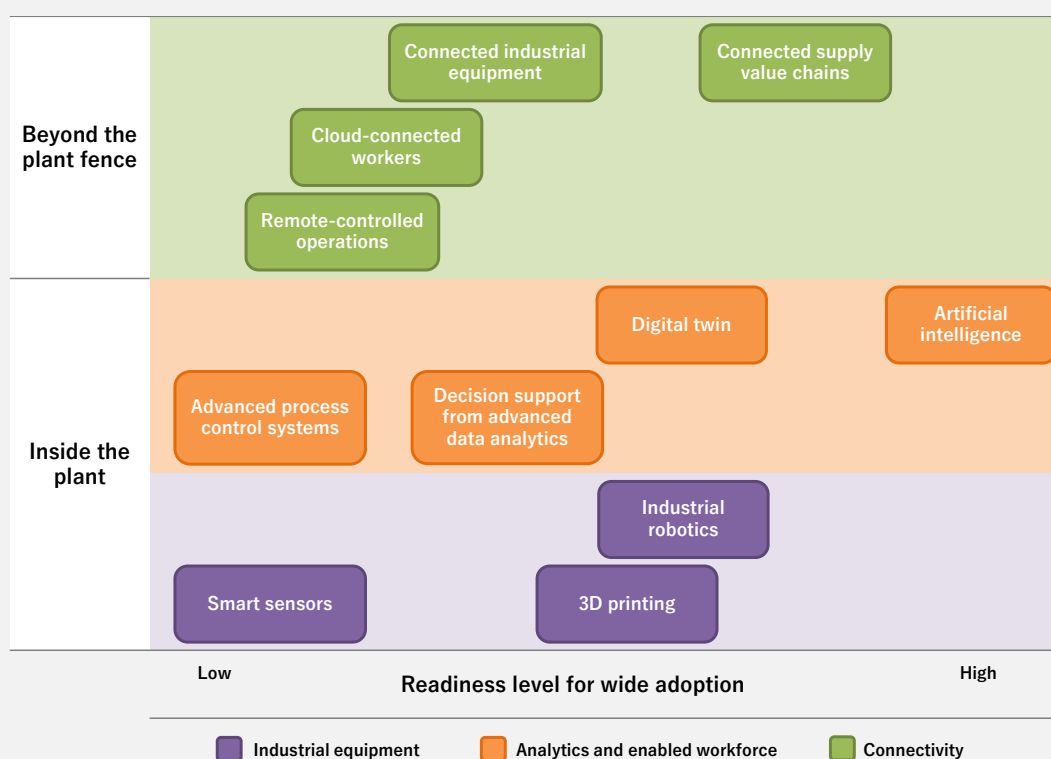 Beyond the
plant fence
Connected industrial
equipment
Connected supply
value chains
Cloud-connected
workers
Remote-controlled
operations
Inside the
plant
Digital twin
Artificial
intelligence
Advanced process
control systems
Decision support
from advanced
data analytics
Industrial
robotics
Smart sensors
3D printing
Low
Readiness level for wide adoption
High
Industrial equipment
Analytics and enabled workforce
Connectivity